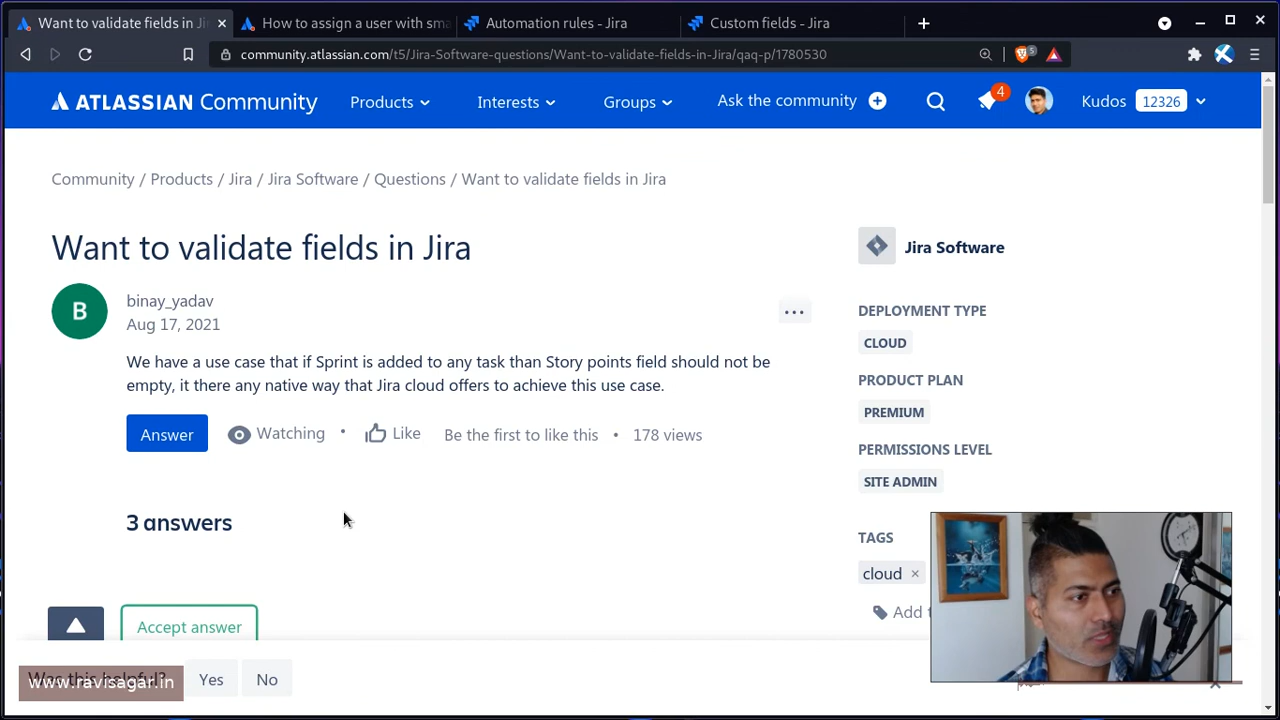 Want to validate fields in Ji
How to assign a user with sma
Automation rules - Jira
Custom fields - Jira
community.atlassian.com/t5/Jira-Software-questions/Want-to-validate-fields-in-Jira/qaq-p/1780530
5
ATLASSIAN Community
Products
Interests
Groups
Ask the community
4
Kudos 12326
Community / Products / Jira / Jira Software / Questions / Want to validate fields in Jira
Want to validate fields in Jira
Jira Software
B
binay_yadav
Aug 17, 2021
DEPLOYMENT TYPE
CLOUD
We have a use case that if Sprint is added to any task than Story points field should not be
empty, it there any native way that Jira cloud offers to achieve this use case.
PRODUCT PLAN
PREMIUM
Answer
Watching • Like Be the first to like this • 178 views
PERMISSIONS LEVEL
SITE ADMIN
3 answers
TAGS
cloud ×
Add
Accept answer
Was this helpful?
Yes
No
www.ravisagar.in